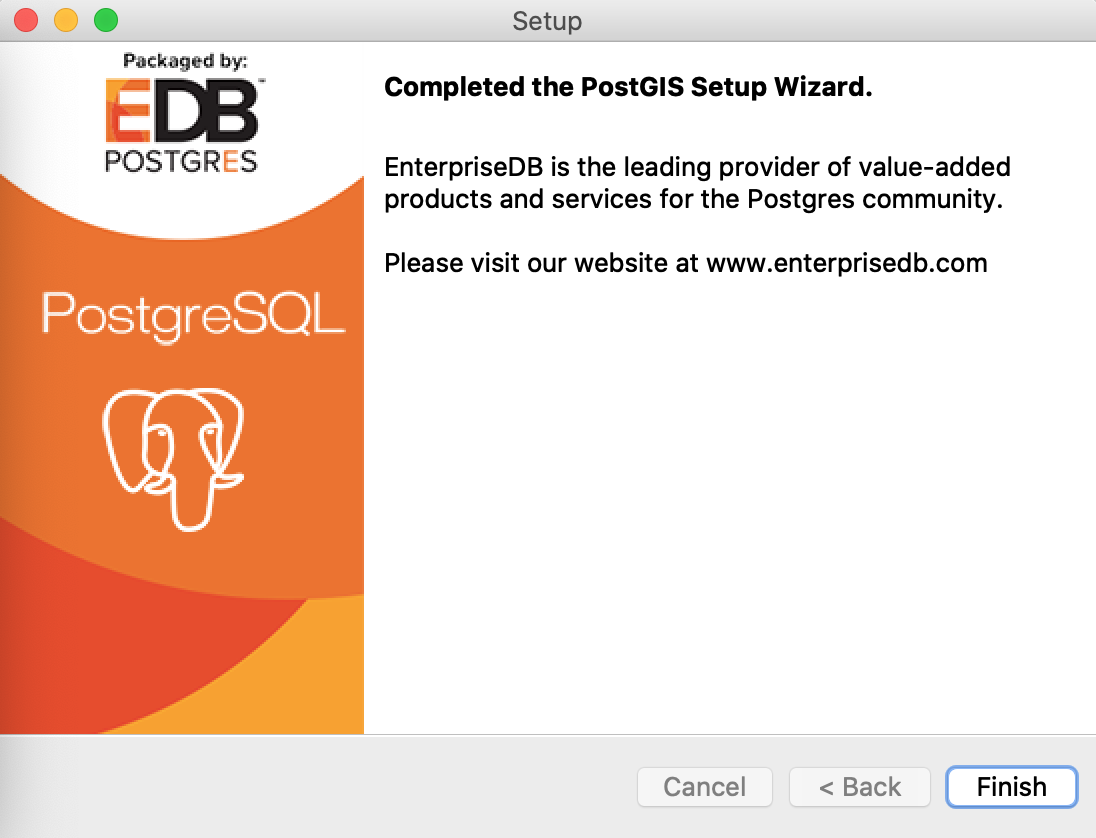 Setup
Packaged by:
EDB™
POSTGRES
PostgreSQL
Completed the PostGIS Setup Wizard.
EnterpriseDB is the leading provider of value-added
products and services for the Postgres community.
Please visit our website at www.enterprisedb.com
Cancel
< Back
Finish